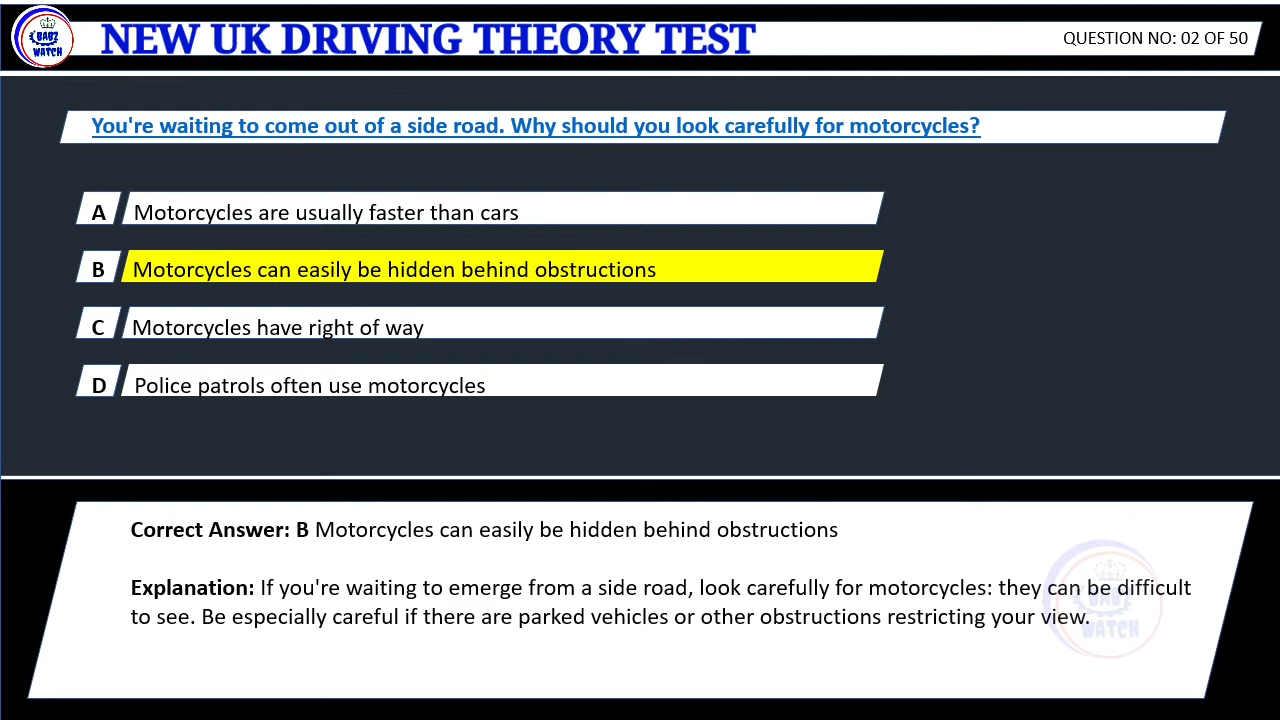 BABZ
WATCH
NEW UK DRIVING THEORY TEST
QUESTION NO: 02 OF 50
You're waiting to come out of a side road. Why should you look carefully for motorcycles?
A Motorcycles are usually faster than cars
B Motorcycles can easily be hidden behind obstructions
C Motorcycles have right of way
D Police patrols often use motorcycles
Correct Answer: B Motorcycles can easily be hidden behind obstructions
Explanation: If you're waiting to emerge from a side road, look carefully for motorcycles: they can be difficult
to see. Be especially careful if there are parked vehicles or other obstructions restricting your view.
BABZ
WATCH